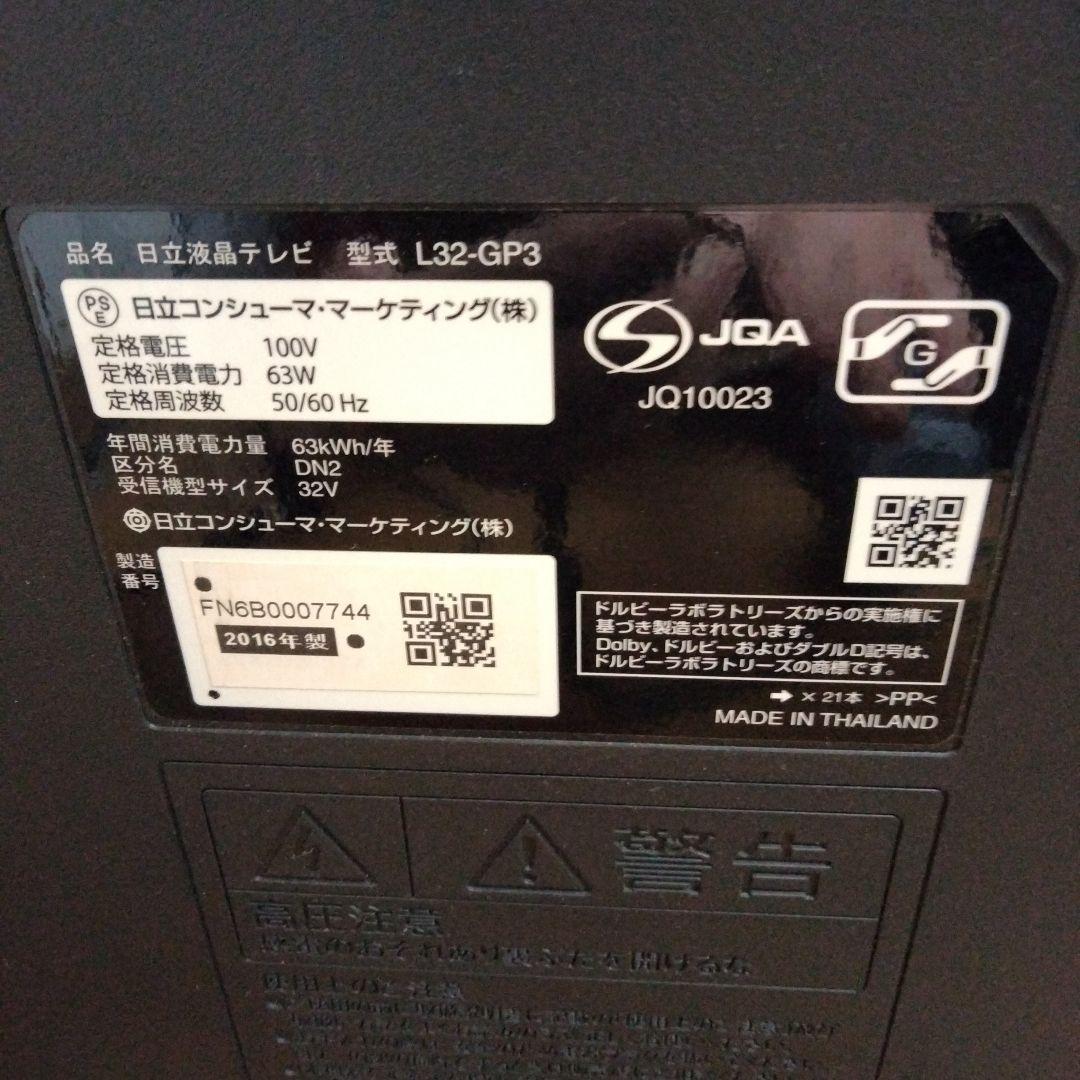 品名 日立液晶テレビ 型式 L32-GP3
PSE 日立コンシューマ・マーケティング(株)
定格電圧 100V
定格消費電力 63W
定格周波数 50/60 Hz
年間消費電力量 63kWh/年
区分名 DN2
受信機型サイズ 32V
日立コンシューマ・マーケティング(株)
製造番号
FN6B0007744
2016年製
JQA
JQ10023
G
ドルビーラボラトリーズからの実施権に
基づき製造されています。
Dolby、ドルビーおよびダブルD記号は、
ドルビーラボラトリーズの商標です。
➡ × 21本 >PP<
MADE IN THAILAND
警告
高圧注意